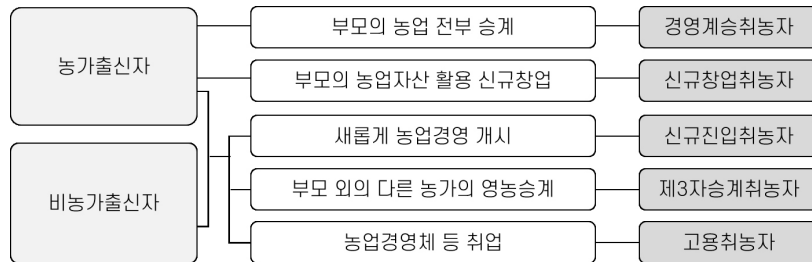 농가출신자
비농가출신자
부모의 농업 전부 승계
경영계승취농자
부모의 농업자산 활용 신규창업
신규창업취농자
새롭게 농업경영 개시
신규진입취농자
부모 외의 다른 농가의 영농승계
제3자승계취농자
농업경영체 등 취업
고용취농자